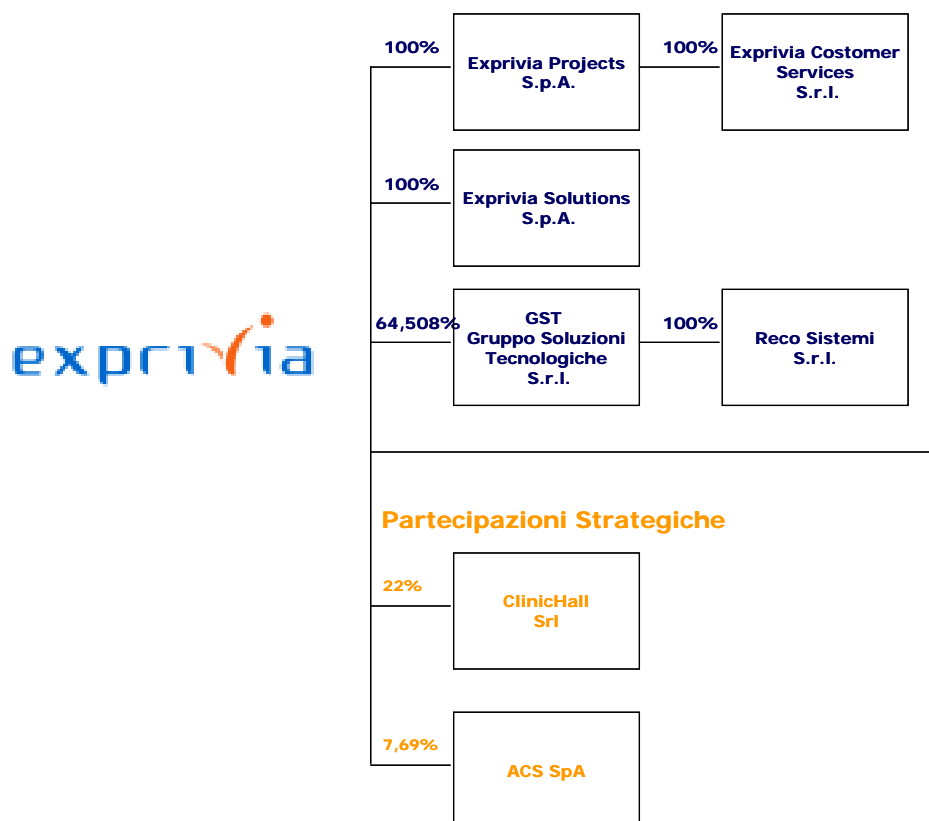 100%
Exprivia Projects
S.p.A.
100%
Exprivia Costomer
Services
S.r.l.
100%
Exprivia Solutions
S.p.A.
exprivia
64,508%
GST
Gruppo Soluzioni
Tecnologiche
S.r.l.
100%
Reco Sistemi
S.r.l.
Partecipazioni Strategiche
22%
ClinicHall
Srl
7,69%
ACS SpA